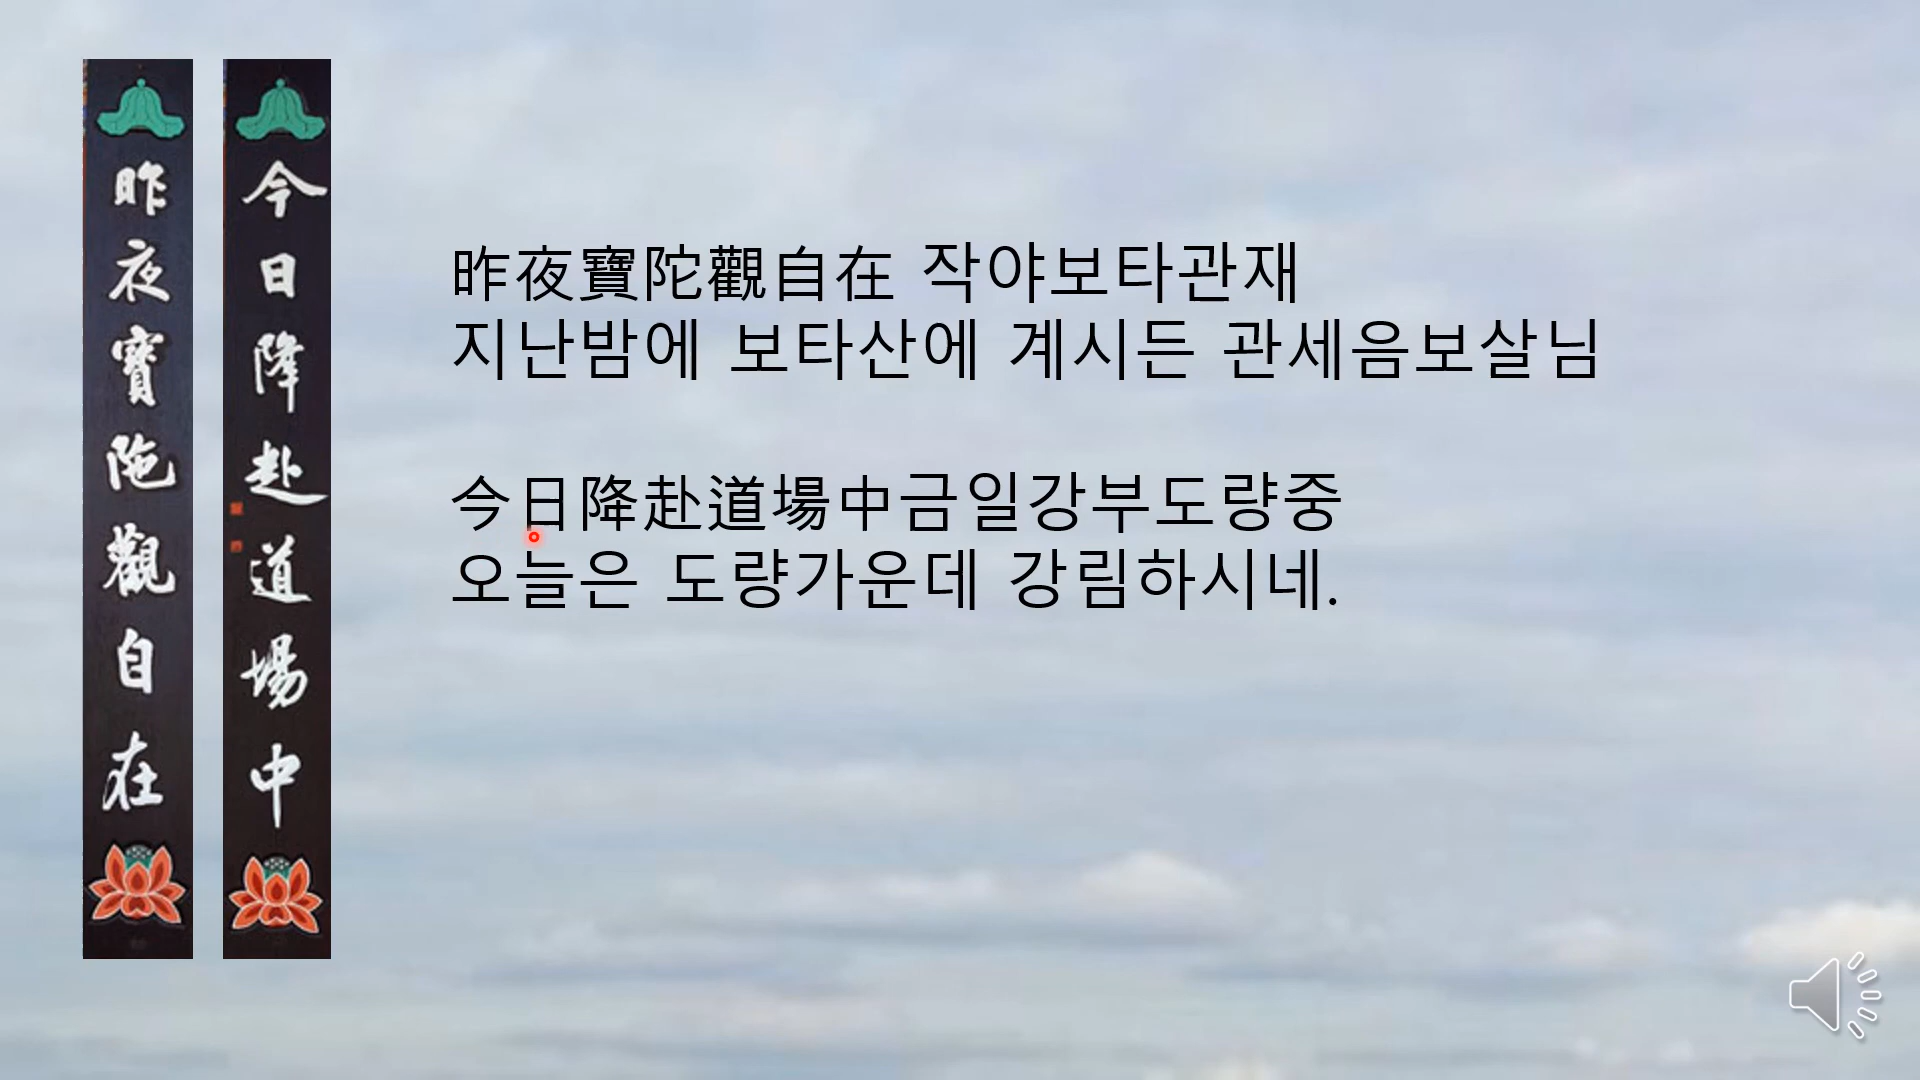 昨夜寶陀觀自在
今日降赴道場中
昨夜寶陀觀自在 작야보타관재
지난밤에 보타산에 계시든 관세음보살님
今日降赴道場中금일강부도량중
오늘은 도량가운데 강림하시네.